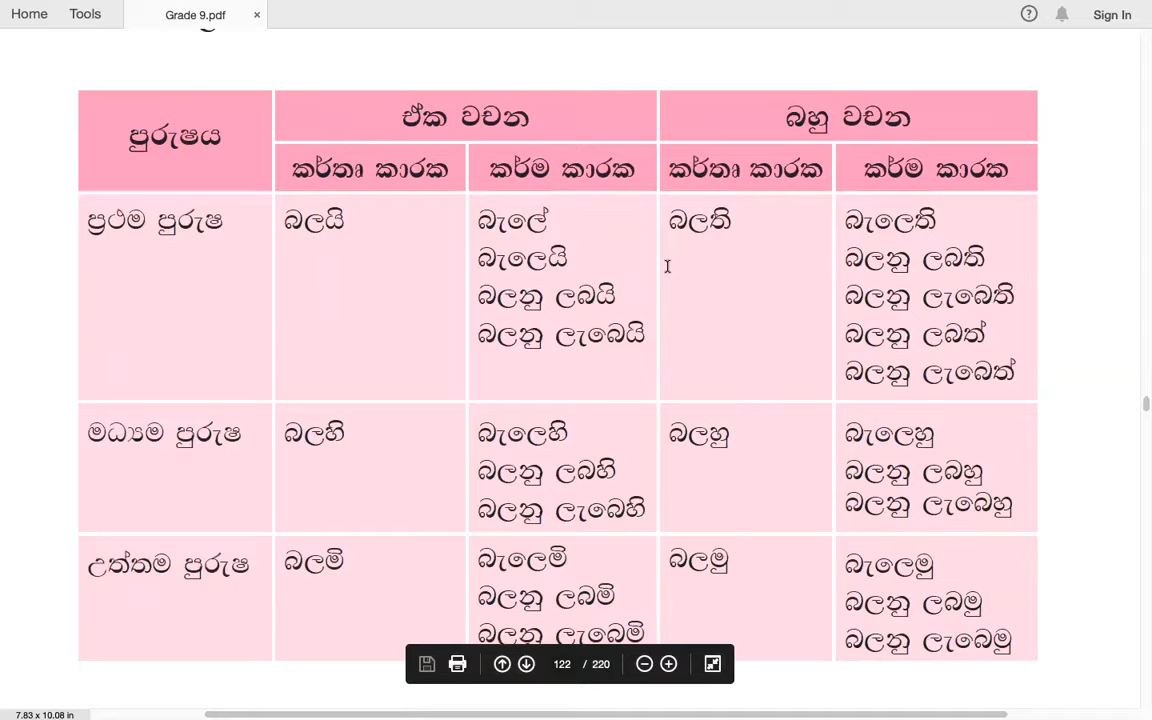 Home Tools Grade 9.pdf × ? Sign In
පුරුෂය ඒක වචන බහු වචන
කර්තෘ කාරක කර්ම කාරක කර්තෘ කාරක කර්ම කාරක
ප්‍රථම පුරුෂ බලයි බැලේ බලති බැලෙති
බැලෙයි බලනු ලබති
බලනු ලබයි බලනු ලැබෙති
බලනු ලැබෙයි බලනු ලබත්
බලනු ලැබෙත්
මධ්‍යම පුරුෂ බලහි බැලෙහි බලහු බැලෙහු
බලනු ලබහි බලනු ලබහු
බලනු ලැබෙහි බලනු ලැබෙහු
උත්තම පුරුෂ බලමි බැලෙමි බලමු බැලෙමු
බලනු ලබමි බලනු ලබමු
බලනු ලැබෙමි බලනු ලැබෙමු
122 / 220
7.83 x 10.08 in